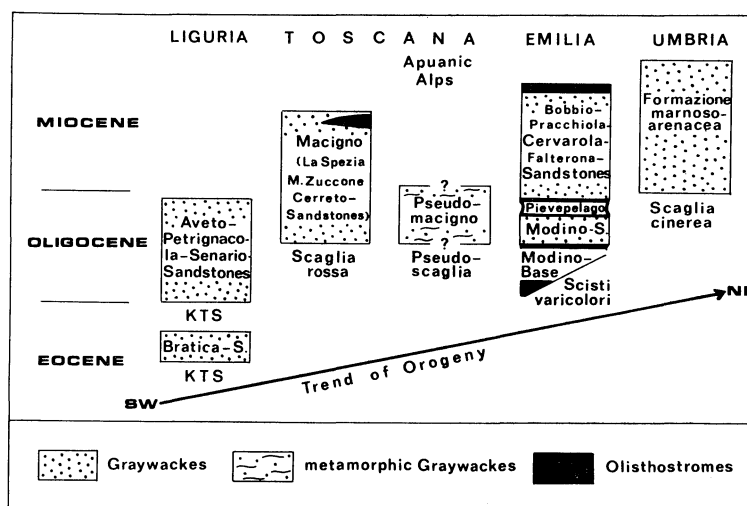 LIGURIA TOSCANA EMILIA UMBRIA
Apuanic
Alps
MIOCENE
OLIGOCENE
EOCENE
Aveto-
Petrignaco-
la-Senario-
Sandstones
KTS
Bratica-S.
KTS
Macigno
(La Spezia
M. Zuccone
Cerreto-
Sandstones)
Scaglia
rossa
?
Pseudo-
macigno
?
Pseudo-
scaglia
Bobbio-
Pracchiola-
Cervarola-
Falterona-
Sandstones
Pievepelago
Modino-S.
Modino-
Base
Scisti
varicolori
Formazione
marnoso-
arenacea
Scaglia
cinerea
SW
Trend of Orogeny
Graywackes
metamorphic Graywackes
Olisthostromes